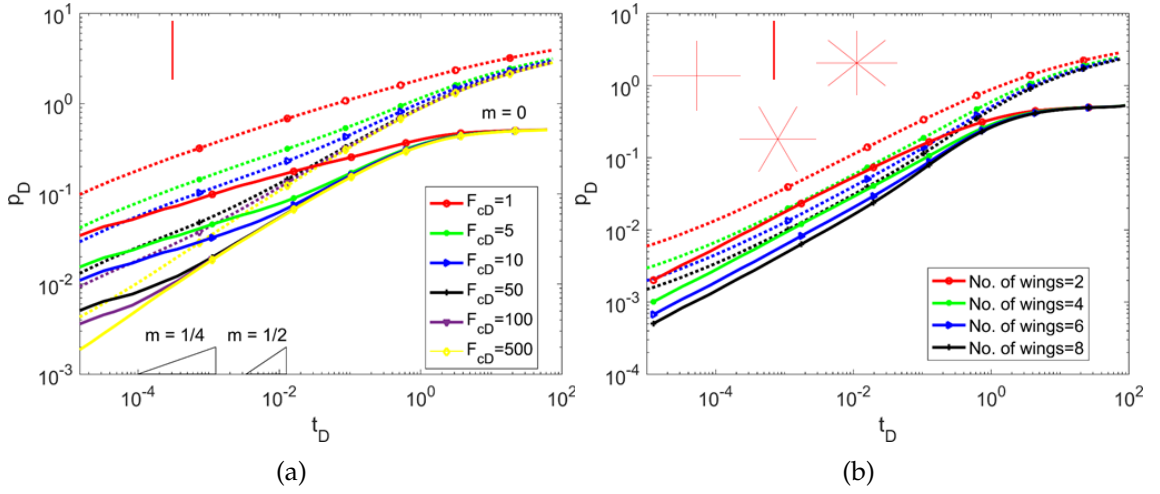 10^1
10^0
10^-1
10^-2
10^-3
p_D
m = 0
F_cD=1
F_cD=5
F_cD=10
F_cD=50
F_cD=100
F_cD=500
m = 1/4
m = 1/2
10^-4
10^-2
10^0
10^2
t_D
(a)
10^1
10^0
10^-1
10^-2
10^-3
10^-4
p_D
No. of wings=2
No. of wings=4
No. of wings=6
No. of wings=8
10^-4
10^-2
10^0
10^2
t_D
(b)